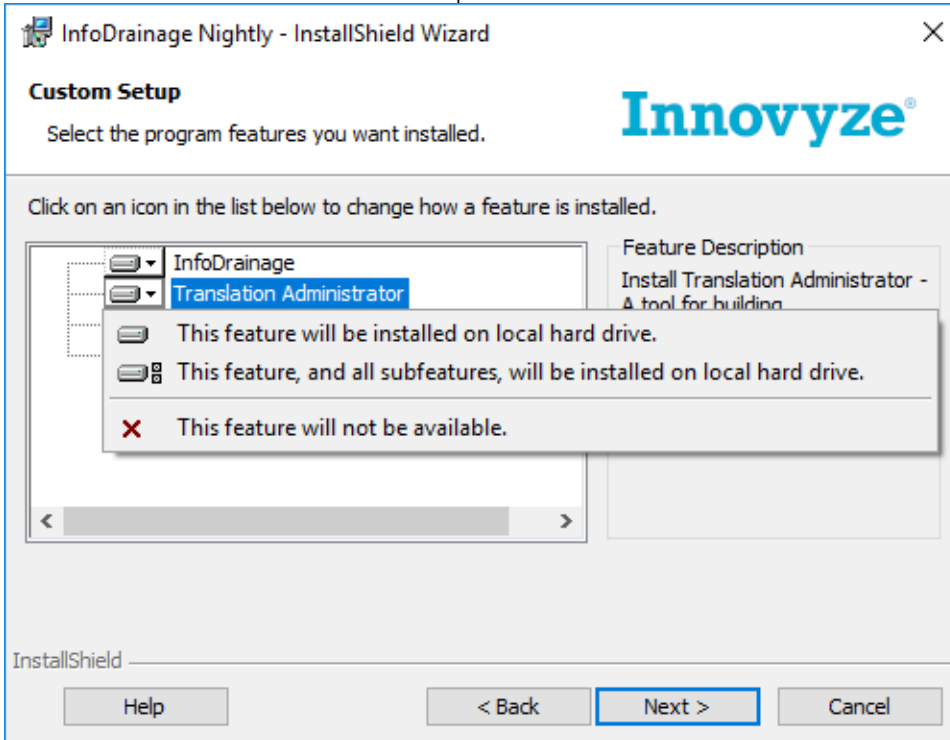 InfoDrainage Nightly - InstallShield Wizard
Custom Setup
Select the program features you want installed.
Innovyze®
Click on an icon in the list below to change how a feature is installed.
InfoDrainage
Translation Administrator
Feature Description
Install Translation Administrator -
A tool for building
This feature will be installed on local hard drive.
This feature, and all subfeatures, will be installed on local hard drive.
This feature will not be available.
InstallShield
Help
< Back
Next >
Cancel